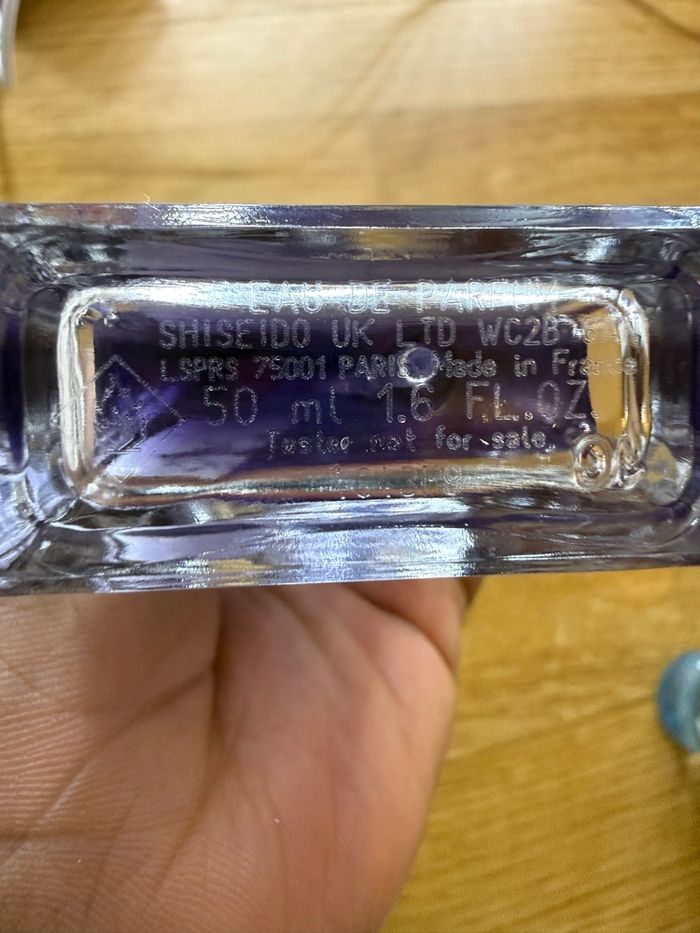 EAU DE PARFUM
SHISEIDO UK LTD WC2B
LSPRS 75001 PARIS Made in France
50 ml 1.6 FL.OZ.
Tester not for sale.